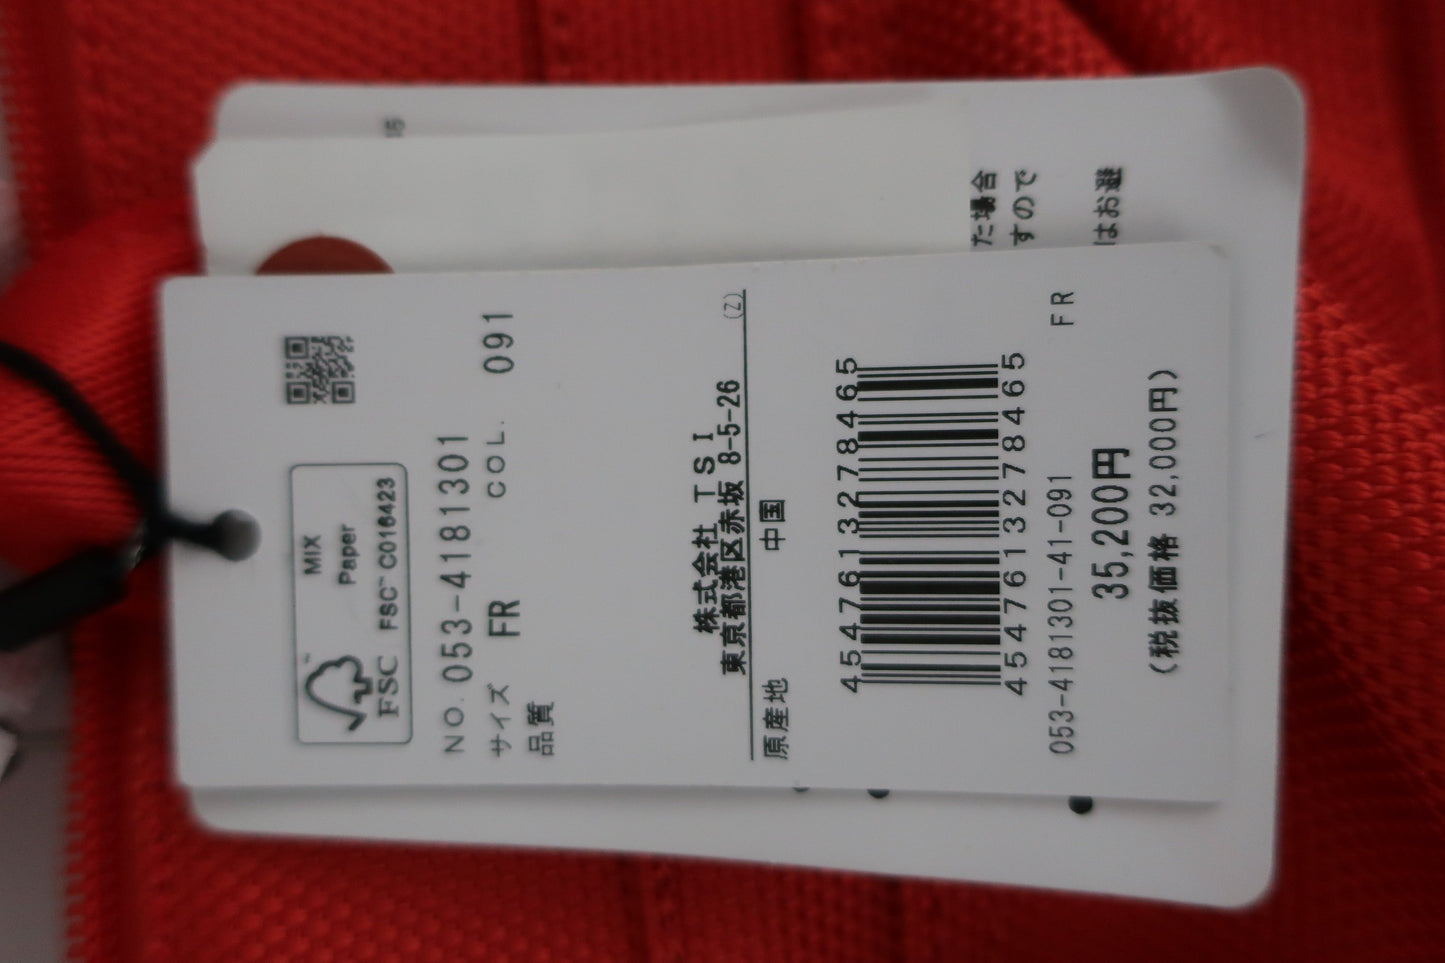 MIX
Paper
FSC™ C016423
FSC
NO. 053-4181301
サイズ FR COL. 091
品質
株式会社 TSI
東京都港区赤坂 8-5-26
(Z)
原産地 中国
4547613278465
4547613278465
053-4181301-41-091 FR
35,200円
(税抜価格 32,000円)
た場合
すので
はお避